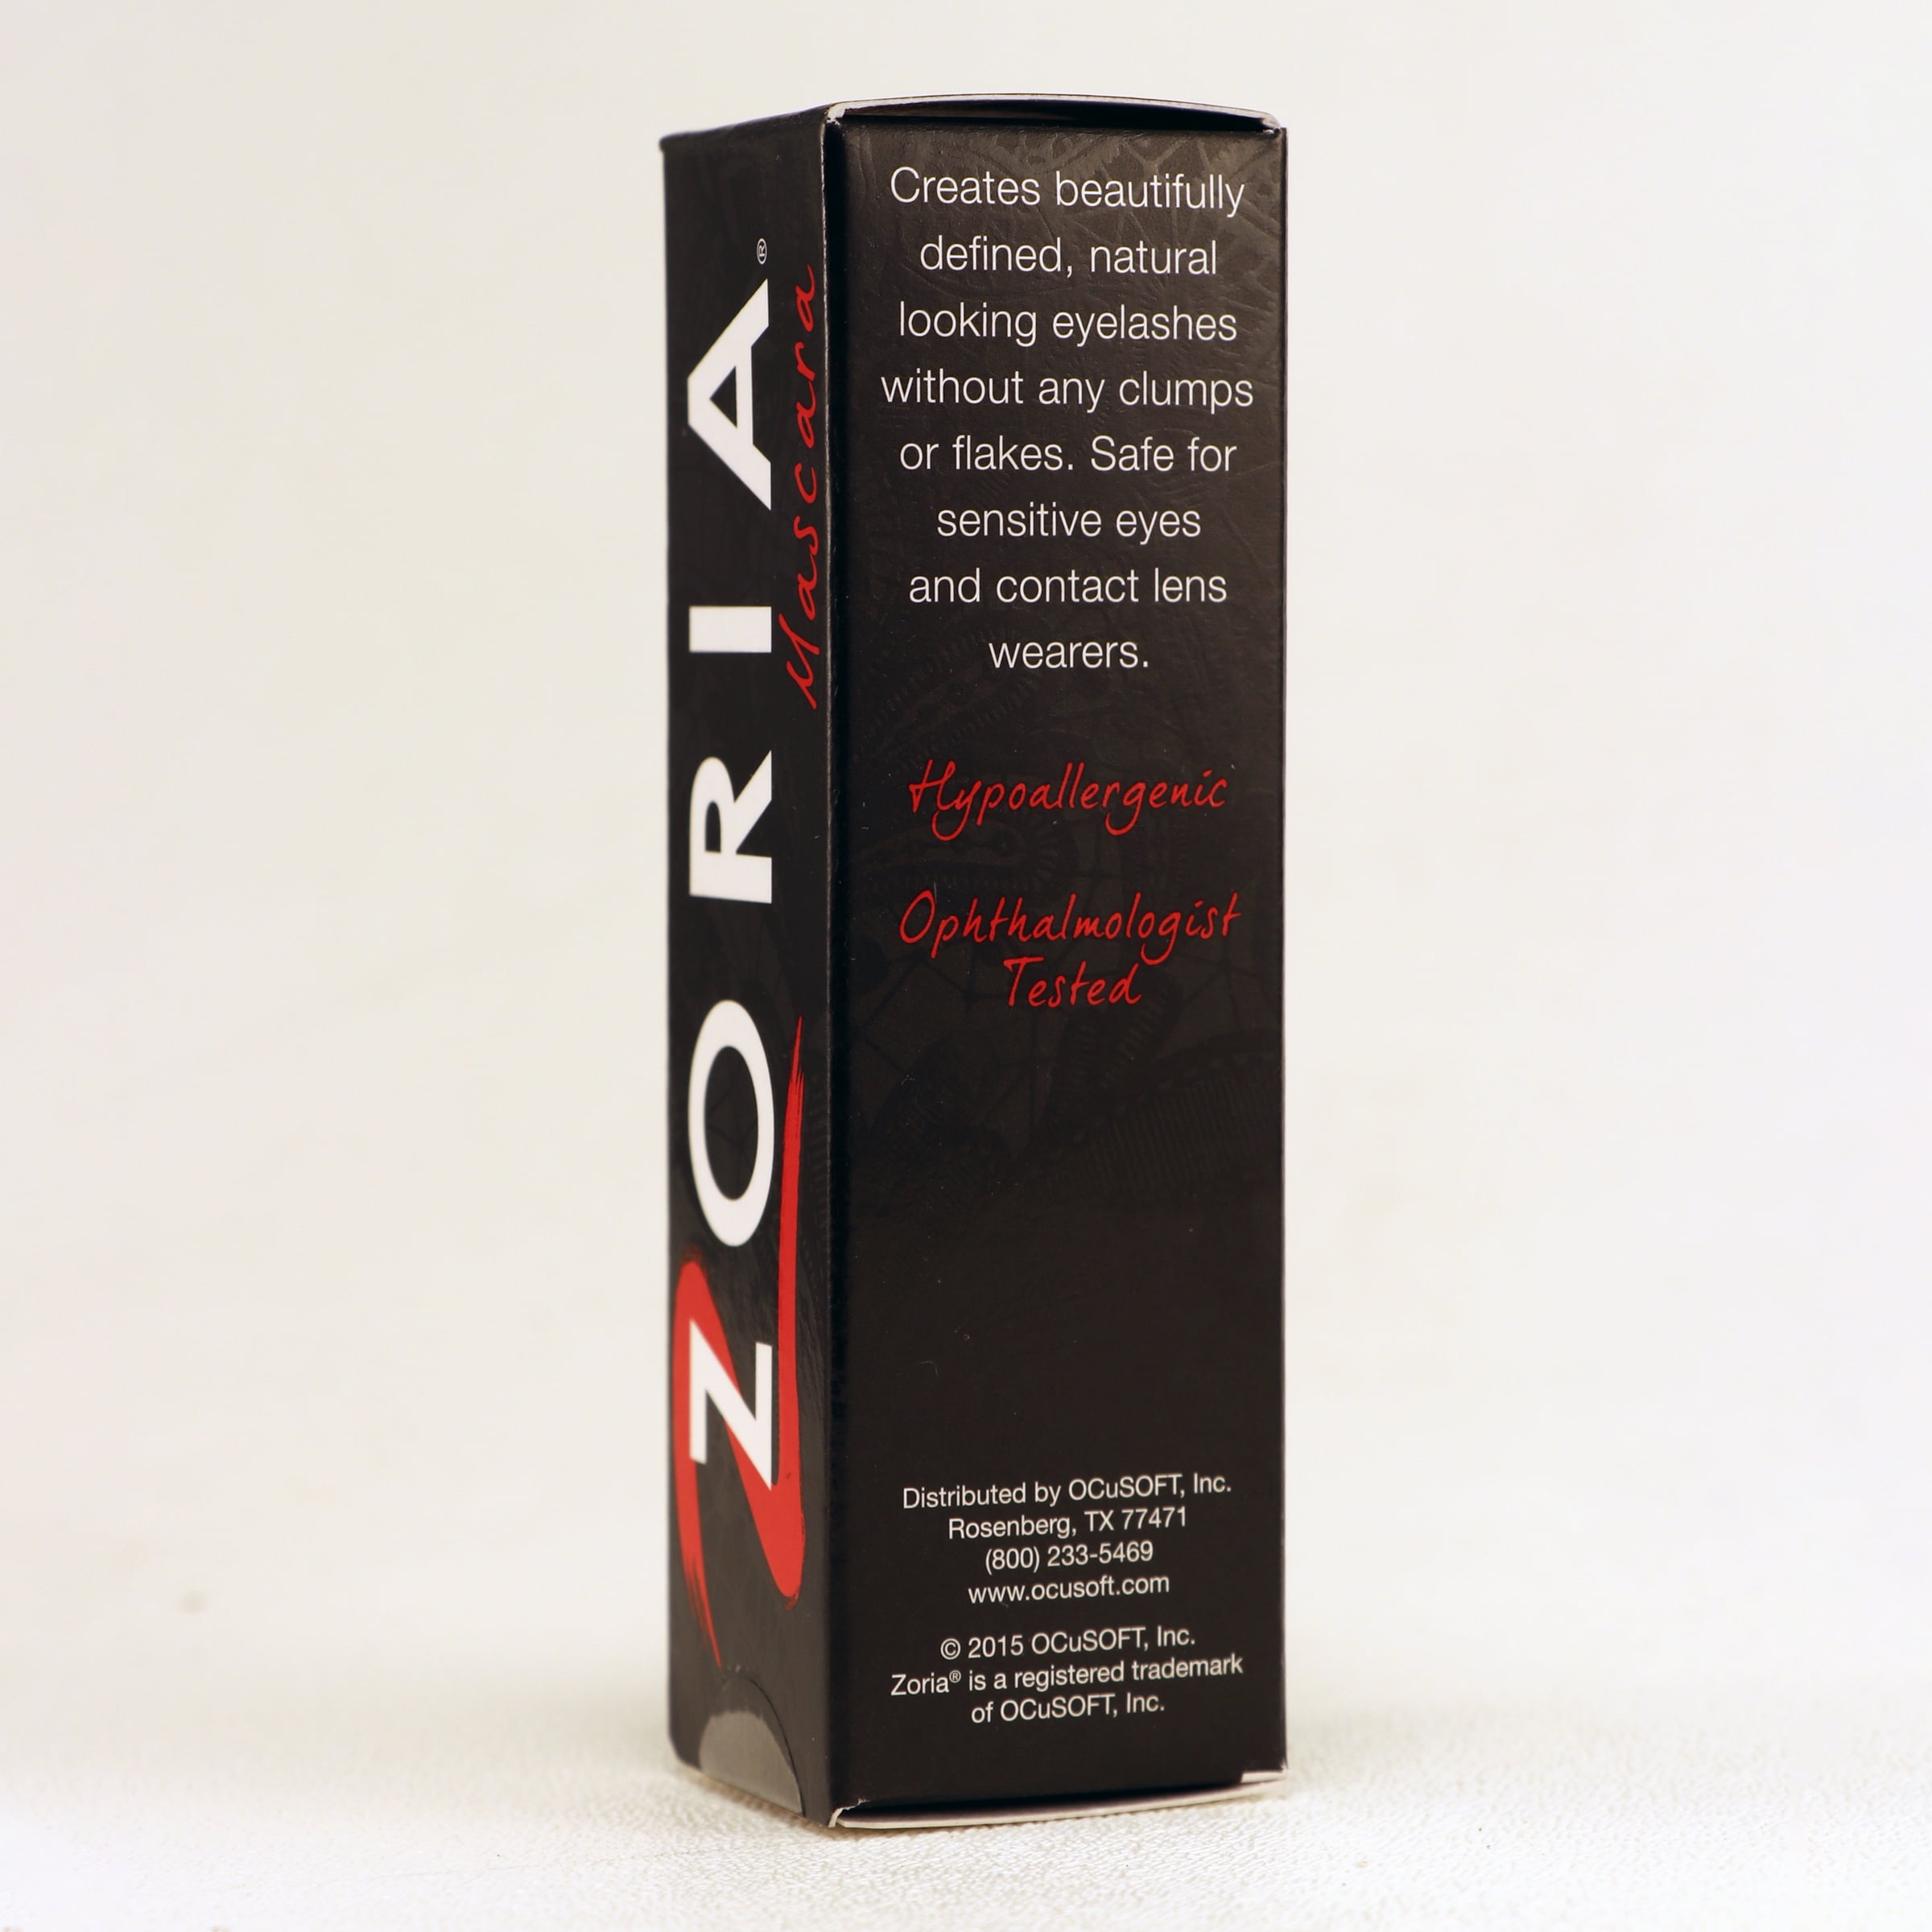 ZORIA®
Mascara
Creates beautifully
defined, natural
looking eyelashes
without any clumps
or flakes. Safe for
sensitive eyes
and contact lens
wearers.
Hypoallergenic
Ophthalmologist
Tested
Distributed by OCuSOFT, Inc.
Rosenberg, TX 77471
(800) 233-5469
www.ocusoft.com
© 2015 OCuSOFT, Inc.
Zoria® is a registered trademark
of OCuSOFT, Inc.